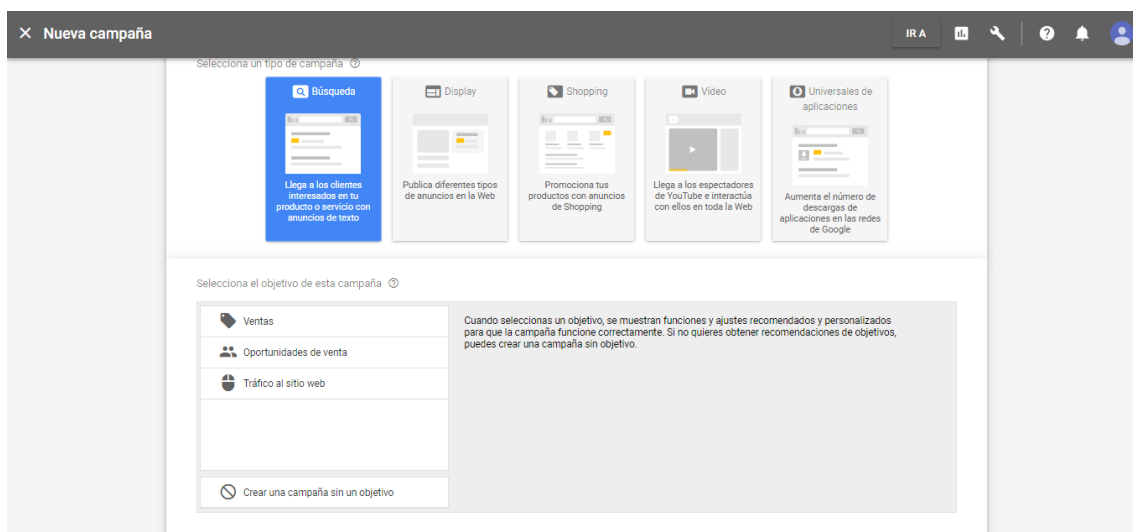 Nueva campaña
IR A
Selecciona un tipo de campaña
Búsqueda
Llega a los clientes
interesados en tu
producto o servicio con
anuncios de texto
Display
Publica diferentes tipos
de anuncios en la Web
Shopping
Promociona tus
productos con anuncios
de Shopping
Vídeo
Llega a los espectadores
de YouTube e interactúa
con ellos en toda la Web
Universales de
aplicaciones
Aumenta el número de
descargas de
aplicaciones en las redes
de Google
Selecciona el objetivo de esta campaña
Ventas
Oportunidades de venta
Tráfico al sitio web
Crear una campaña sin un objetivo
Cuando seleccionas un objetivo, se muestran funciones y ajustes recomendados y personalizados
para que la campaña funcione correctamente. Si no quieres obtener recomendaciones de objetivos,
puedes crear una campaña sin objetivo.